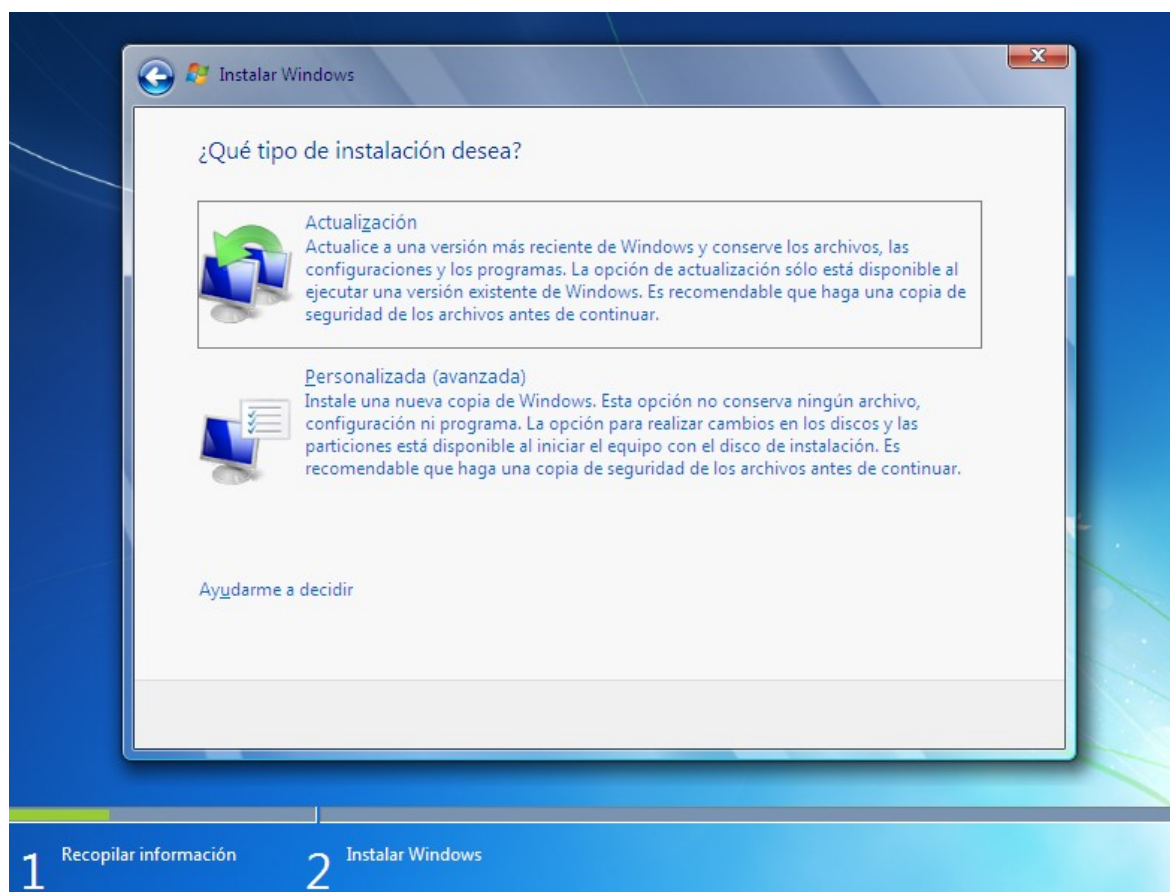 Instalar Windows
¿Qué tipo de instalación desea?
Actualización
Actualice a una versión más reciente de Windows y conserve los archivos, las
configuraciones y los programas. La opción de actualización sólo está disponible al
ejecutar una versión existente de Windows. Es recomendable que haga una copia de
seguridad de los archivos antes de continuar.
Personalizada (avanzada)
Instale una nueva copia de Windows. Esta opción no conserva ningún archivo,
configuración ni programa. La opción para realizar cambios en los discos y las
particiones está disponible al iniciar el equipo con el disco de instalación. Es
recomendable que haga una copia de seguridad de los archivos antes de continuar.
Ayudarme a decidir
1 Recopilar información
2 Instalar Windows